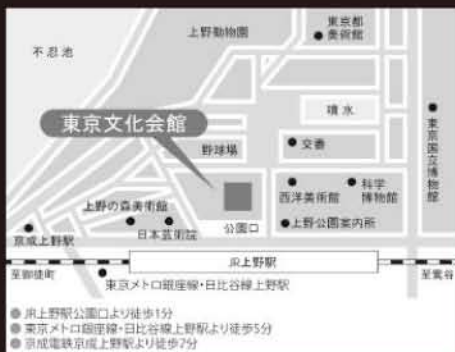 東京都
美術館
上野動物園
不忍池
噴水
東京文化会館
東京国立博物館
野球場
交番
西洋美術館
科学
博物館
上野の森美術館
日本芸術院
公園口
上野公園案内所
京成上野駅
JR上野駅
至御徒町
至鶯谷
東京メトロ銀座線・日比谷線上野駅
JR上野駅公園口より徒歩1分
東京メトロ銀座線・日比谷線上野駅より徒歩5分
京成電鉄京成上野駅より徒歩7分